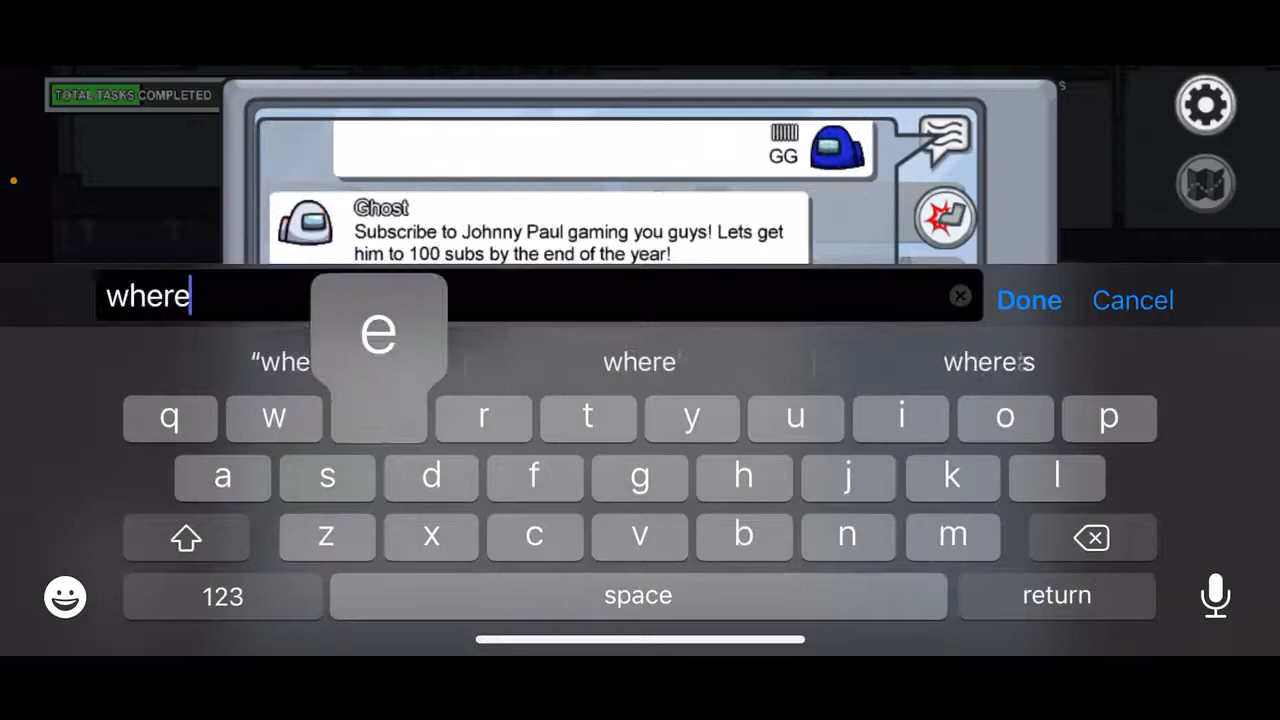 TOTAL TASKS COMPLETED
GG
Ghost
Subscribe to Johnny Paul gaming you guys! Lets get
him to 100 subs by the end of the year!
where
Done
Cancel
e
“whe
where
where's
q w r t y u i o p
a s d f g h j k l
z x c v b n m
123
space
return